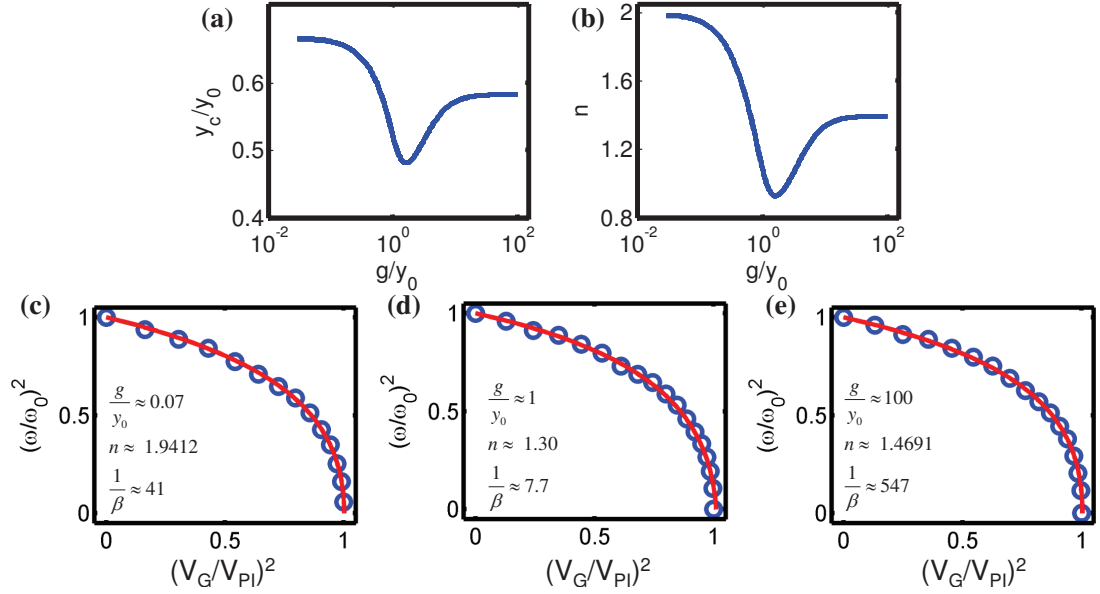 (a)
y_c/y_0
0.6
0.5
0.4
10^-2
10^0
10^2
g/y_0
(b)
n
2
1.6
1.2
0.8
10^-2
10^0
10^2
g/y_0
(c)
(ω/ω_0)^2
1
0.5
0
g/y_0 ≈ 0.07
n ≈ 1.9412
1/β ≈ 41
0
0.5
1
(V_G/V_PI)^2
(d)
(ω/ω_0)^2
1
0.5
0
g/y_0 ≈ 1
n ≈ 1.30
1/β ≈ 7.7
0
0.5
1
(V_G/V_PI)^2
(e)
(ω/ω_0)^2
1
0.5
0
g/y_0 ≈ 100
n ≈ 1.4691
1/β ≈ 547
0
0.5
1
(V_G/V_PI)^2